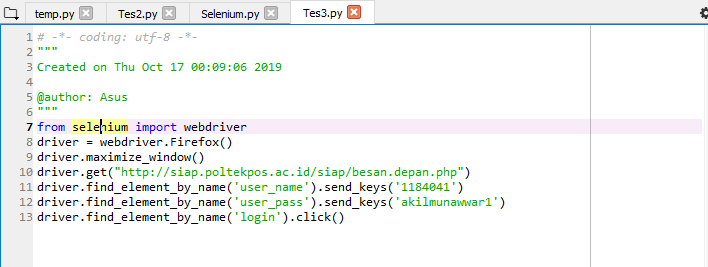 temp.py Tes2.py Selenium.py Tes3.py
1 # -*- coding: utf-8 -*-
2 """
3 Created on Thu Oct 17 00:09:06 2019
4
5 @author: Asus
6 """
7 from selenium import webdriver
8 driver = webdriver.Firefox()
9 driver.maximize_window()
10 driver.get("http://siap.poltekpos.ac.id/siap/besan.depan.php")
11 driver.find_element_by_name('user_name').send_keys('1184041')
12 driver.find_element_by_name('user_pass').send_keys('akilmunawwar1')
13 driver.find_element_by_name('login').click()